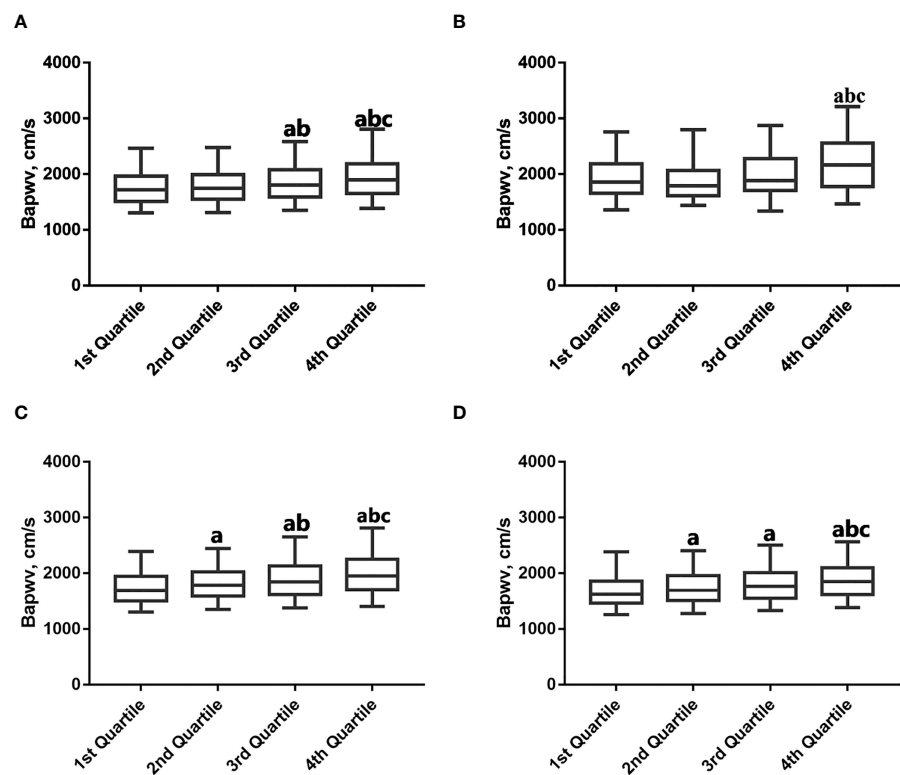 A
Bapwv, cm/s
4000
3000
2000
1000
0
ab
abc
1st Quartile
2nd Quartile
3rd Quartile
4th Quartile
B
Bapwv, cm/s
4000
3000
2000
1000
0
abc
1st Quartile
2nd Quartile
3rd Quartile
4th Quartile
C
Bapwv, cm/s
4000
3000
2000
1000
0
a
ab
abc
1st Quartile
2nd Quartile
3rd Quartile
4th Quartile
D
Bapwv, cm/s
4000
3000
2000
1000
0
a
a
abc
1st Quartile
2nd Quartile
3rd Quartile
4th Quartile